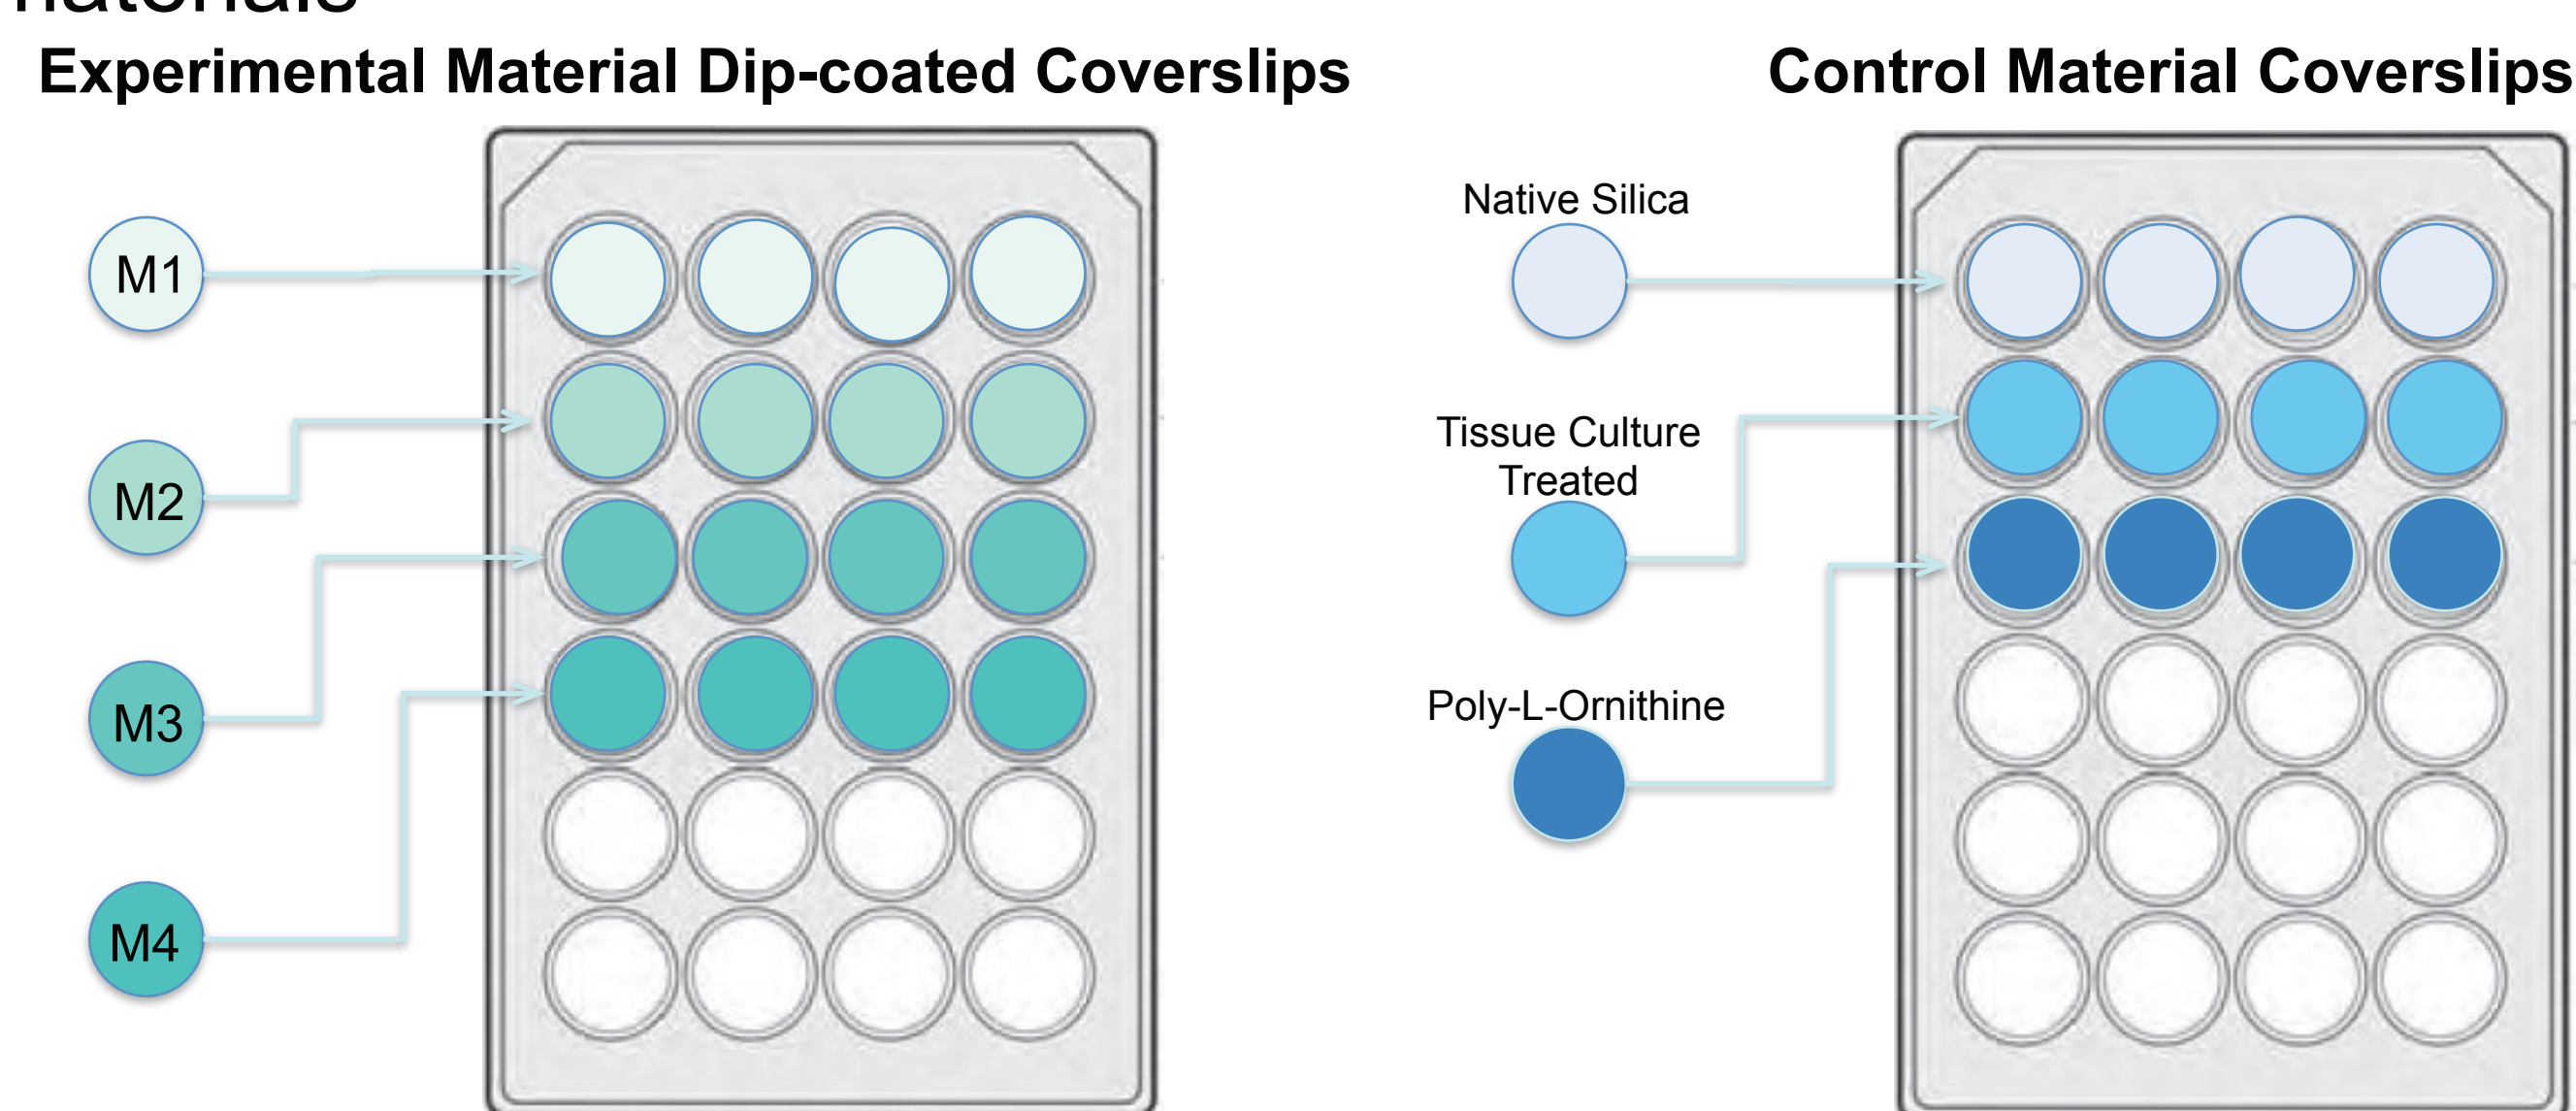 Experimental Material Dip-coated Coverslips
Control Material Coverslips
M1
M2
M3
M4
Native Silica
Tissue Culture
Treated
Poly-L-Ornithine